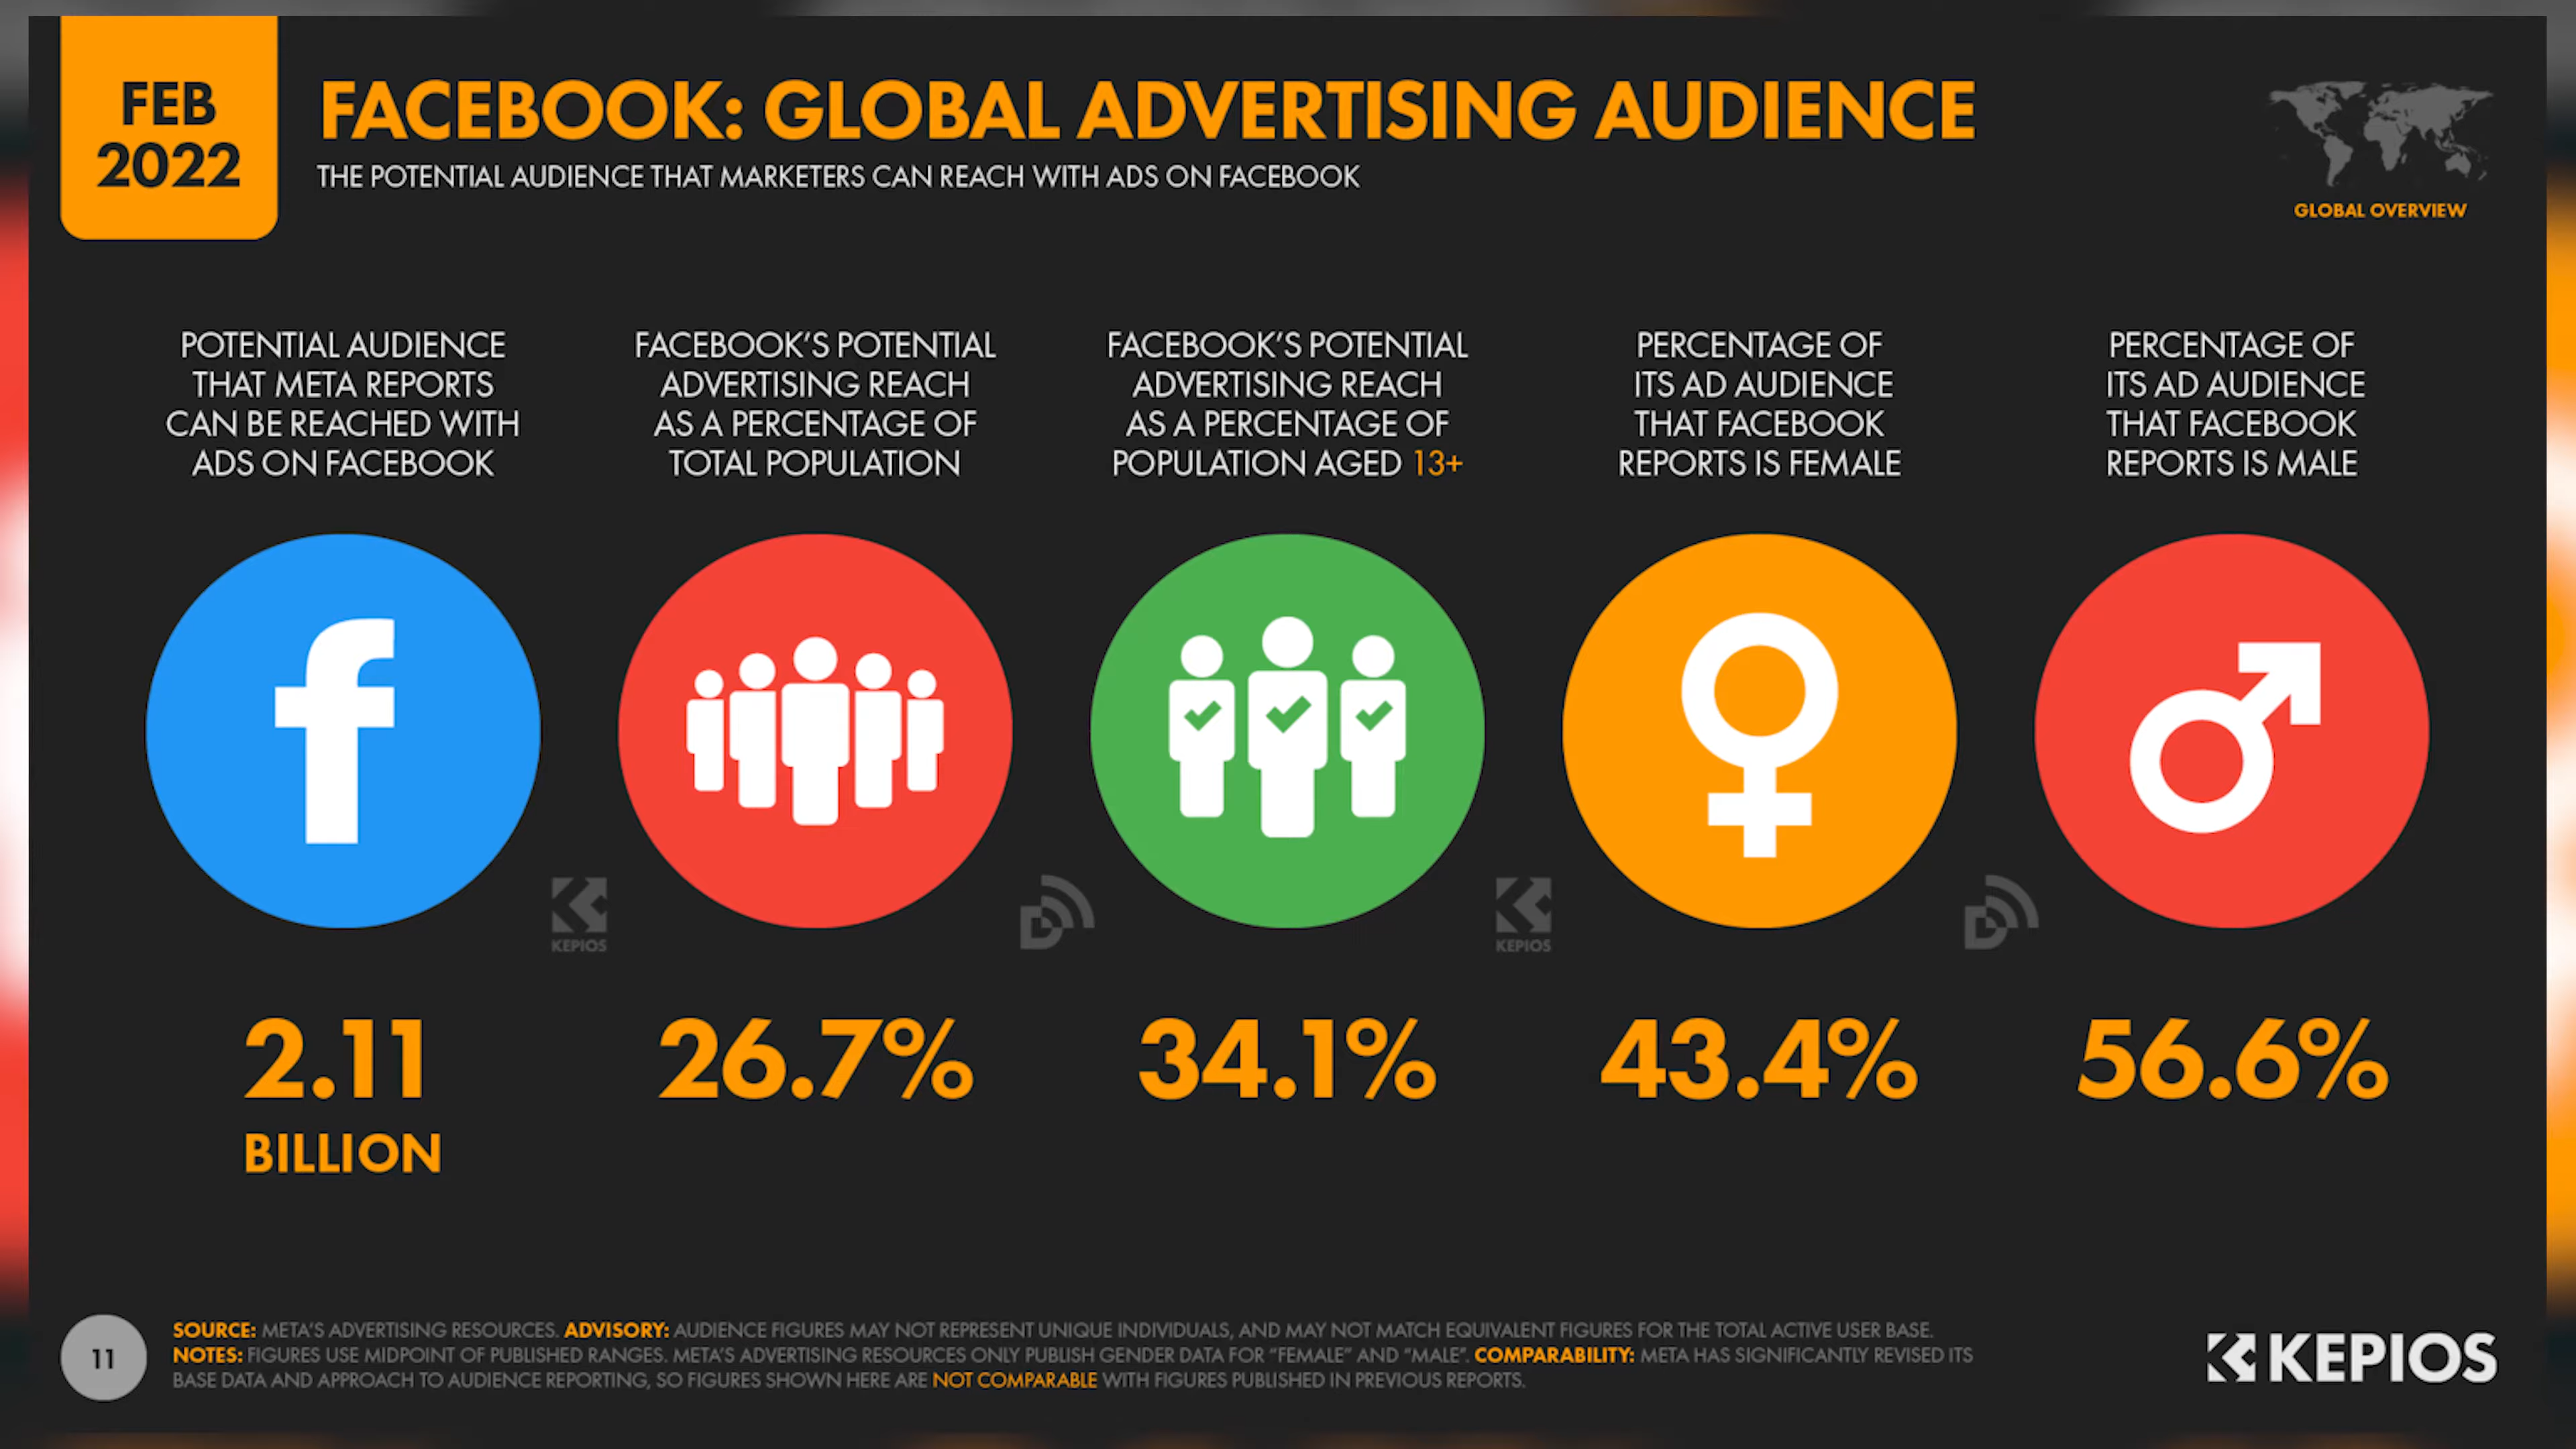 FEB
2022
FACEBOOK: GLOBAL ADVERTISING AUDIENCE
THE POTENTIAL AUDIENCE THAT MARKETERS CAN REACH WITH ADS ON FACEBOOK
GLOBAL OVERVIEW
POTENTIAL AUDIENCE
THAT META REPORTS
CAN BE REACHED WITH
ADS ON FACEBOOK
FACEBOOK'S POTENTIAL
ADVERTISING REACH
AS A PERCENTAGE OF
TOTAL POPULATION
FACEBOOK'S POTENTIAL
ADVERTISING REACH
AS A PERCENTAGE OF
POPULATION AGED 13+
PERCENTAGE OF
ITS AD AUDIENCE
THAT FACEBOOK
REPORTS IS FEMALE
PERCENTAGE OF
ITS AD AUDIENCE
THAT FACEBOOK
REPORTS IS MALE
KEPIOS
KEPIOS
2.11
BILLION
26.7%
34.1%
43.4%
56.6%
11
SOURCE: META'S ADVERTISING RESOURCES. ADVISORY: AUDIENCE FIGURES MAY NOT REPRESENT UNIQUE INDIVIDUALS, AND MAY NOT MATCH EQUIVALENT FIGURES FOR THE TOTAL ACTIVE USER BASE.
NOTES: FIGURES USE MIDPOINT OF PUBLISHED RANGES. META'S ADVERTISING RESOURCES ONLY PUBLISH GENDER DATA FOR "FEMALE" AND "MALE". COMPARABILITY: META HAS SIGNIFICANTLY REVISED ITS
BASE DATA AND APPROACH TO AUDIENCE REPORTING, SO FIGURES SHOWN HERE ARE NOT COMPARABLE WITH FIGURES PUBLISHED IN PREVIOUS REPORTS.
KEPIOS